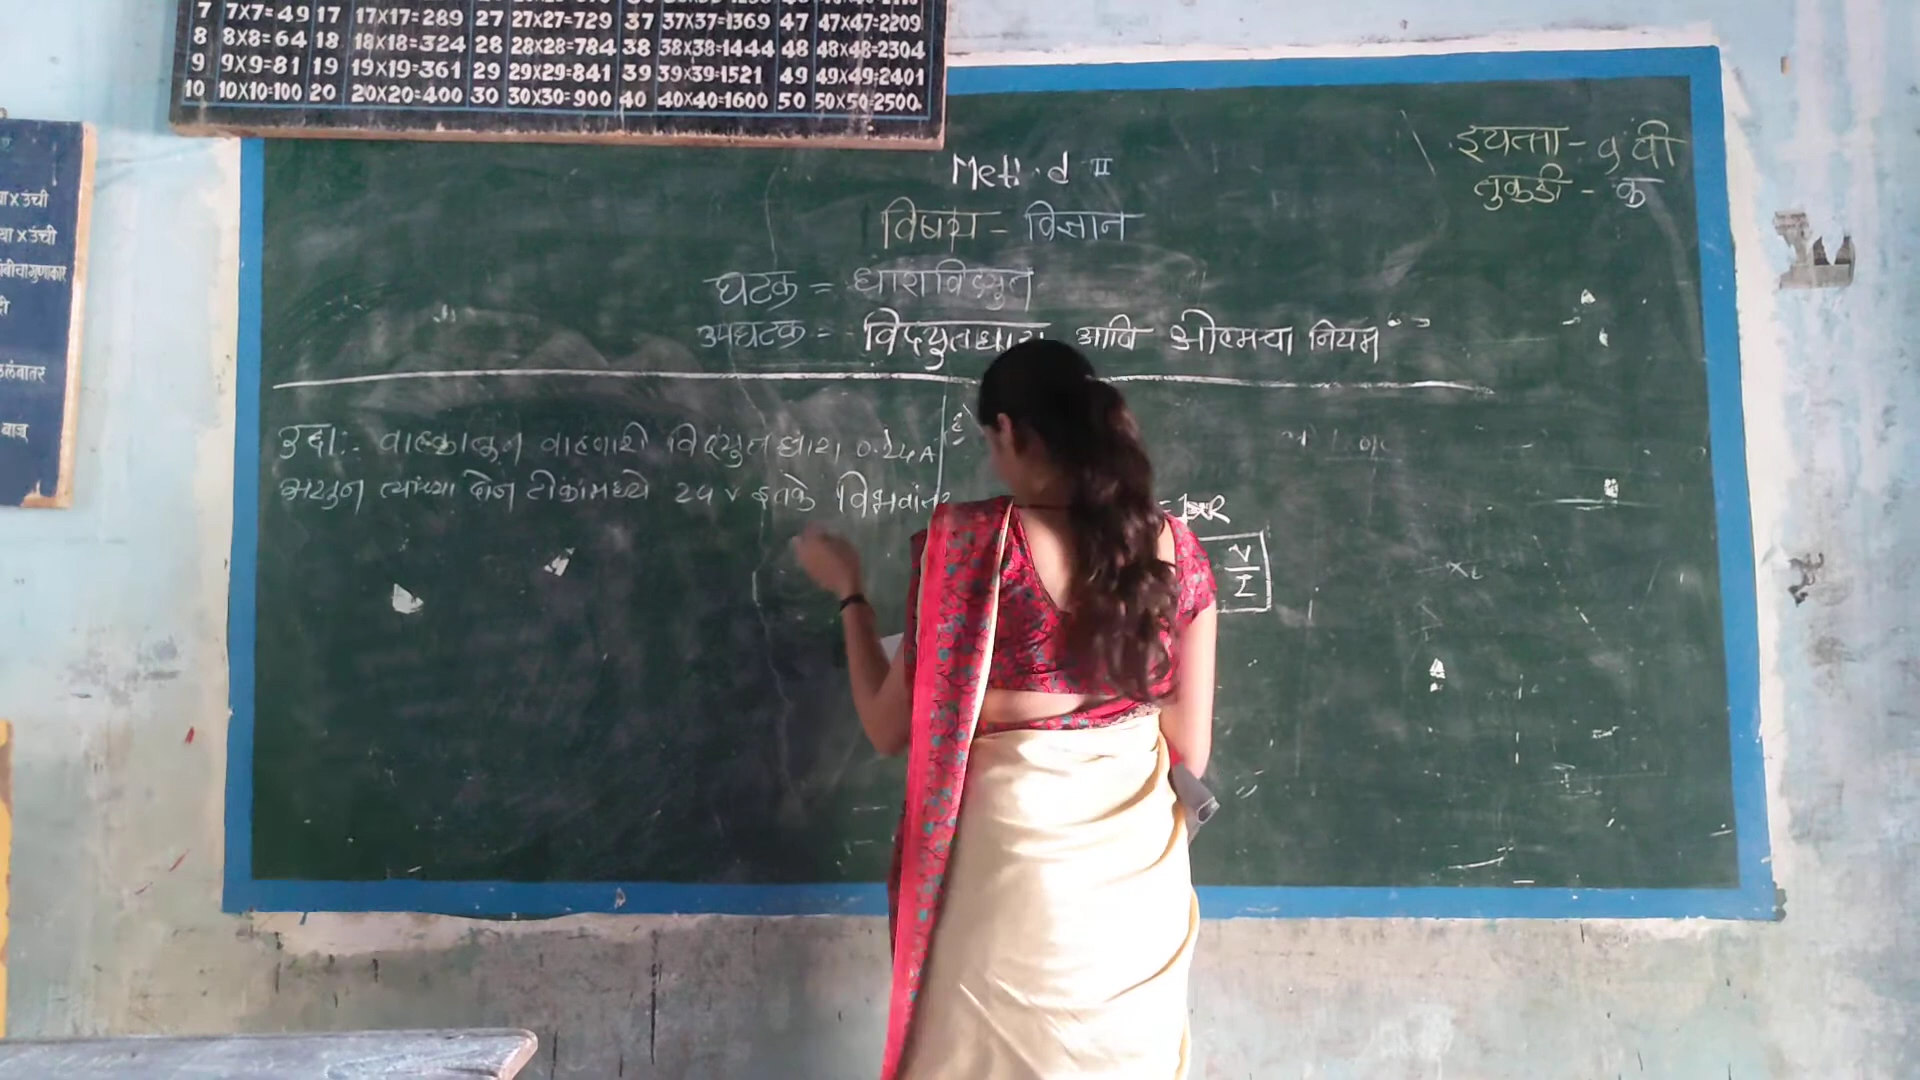 7 7X7=49 17 17X17=289 27 27X27=729 37 37X37=1369 47 47X47=2209
8 8X8=64 18 18X18=324 28 28X28=784 38 38X38=1444 48 48X48=2304
9 9X9=81 19 19X19=361 29 29X29=841 39 39X39=1521 49 49X49=2401
10 10X10=100 20 20X20=400 30 30X30=900 40 40X40=1600 50 50X50=2500
X उंची
X उंची
बाजू
इयत्ता - ९ वी
तुकडी - क
II
विषय - विज्ञान
घटक = धाराविद्युत
उपघटक = विद्युतधारा आणि ओहमचा नियम
उदा:- वाहकातून वाहणारी विद्युत धारा 0.24 A
असून त्यांच्या दोन टोकांमध्ये 24 V इतके विभवांतर
V
I